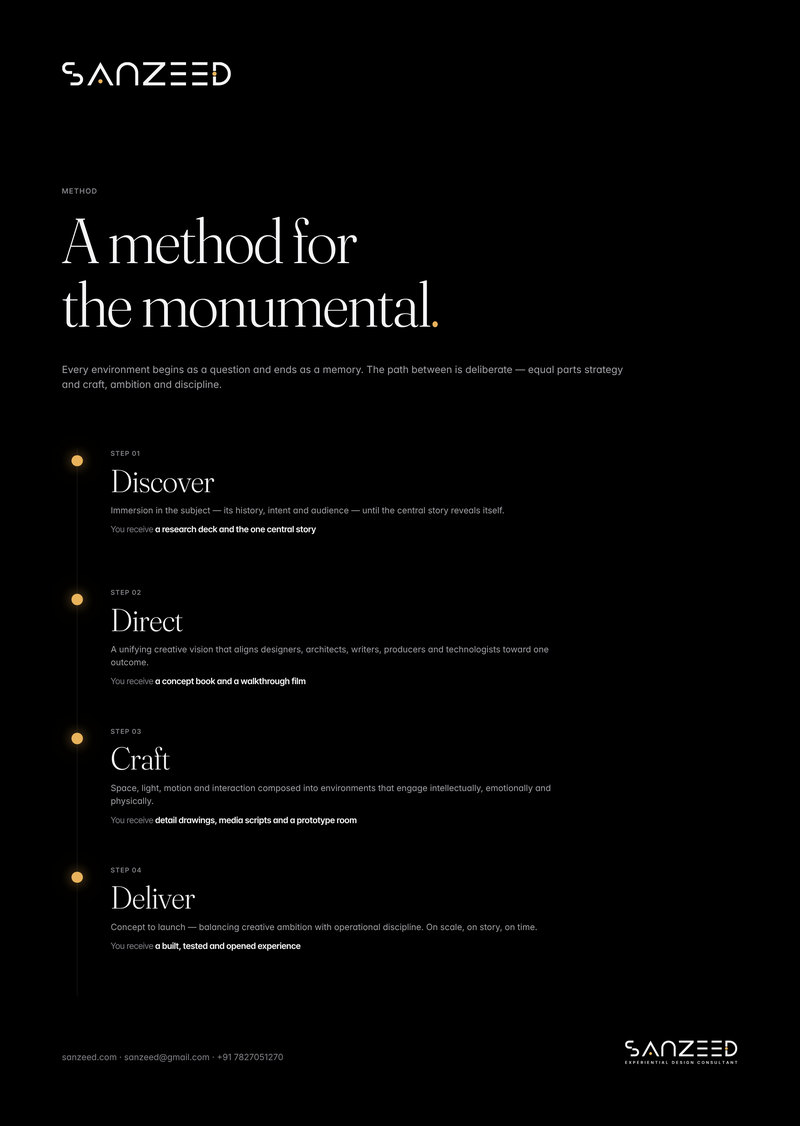 SANZEED
METHOD
A method for
the monumental.
Every environment begins as a question and ends as a memory. The path between is deliberate — equal parts strategy
and craft, ambition and discipline.
STEP 01
Discover
Immersion in the subject — its history, intent and audience — until the central story reveals itself.
You receive a research deck and the one central story
STEP 02
Direct
A unifying creative vision that aligns designers, architects, writers, producers and technologists toward one
outcome.
You receive a concept book and a walkthrough film
STEP 03
Craft
Space, light, motion and interaction composed into environments that engage intellectually, emotionally and
physically.
You receive detail drawings, media scripts and a prototype room
STEP 04
Deliver
Concept to launch — balancing creative ambition with operational discipline. On scale, on story, on time.
You receive a built, tested and opened experience
sanzeed.com · sanzeed@gmail.com · +91 7827051270
SANZEED
EXPERIENTIAL DESIGN CONSULTANT